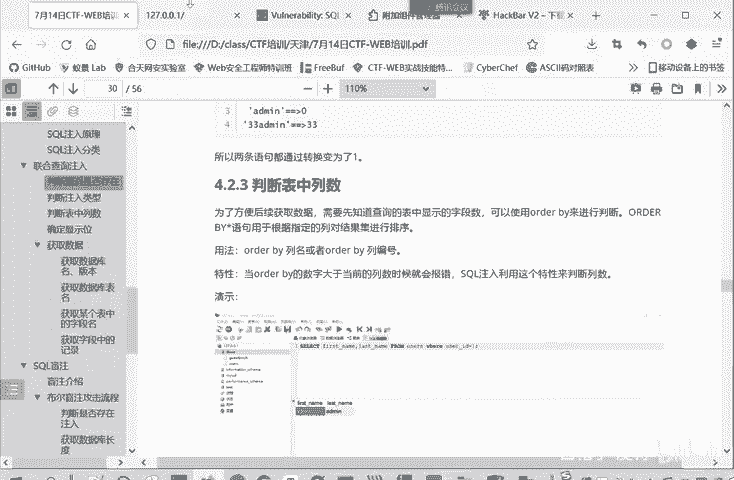 腾讯会议
7月14日CTF-WEB培训
127.0.0.1/
Vulnerability: SQL
附加组件管理器
HackBar V2 – 下载
file:///D:/class/CTF培训/天津/7月14日CTF-WEB培训.pdf
GitHub
蚁景 Lab
合天网安实验室
Web安全工程师特训班
FreeBuf
CTF-WEB实战技能特...
CyberChef
ASCII码对照表
移动设备上的书签
30 / 56
110%
SQL注入原理
SQL注入分类
联合查询注入
判断注入类型
判断表中列数
确定显示位
获取数据
获取数据库
名、版本
获取数据库表
名
获取某个表中
的字段名
获取字段中的
记录
SQL盲注
盲注介绍
布尔盲注攻击流程
判断是否存在
注入
获取数据库长
度
3 'admin'==>0
4 '33admin'==>33
所以两条语句都通过转换变为了1。
4.2.3 判断表中列数
为了方便后续获取数据，需要先知道查询的表中显示的字段数，可以使用order by来进行判断。ORDER
BY*语句用于根据指定的列对结果集进行排序。
用法：order by 列名或者order by 列编号。
特性：当order by的数字大于当前的列数时候就会报错，SQL注入利用这个特性来判断列数。
演示：
SELECT first_name,last_name FROM users where user_id=1;
first_name last_name
admin